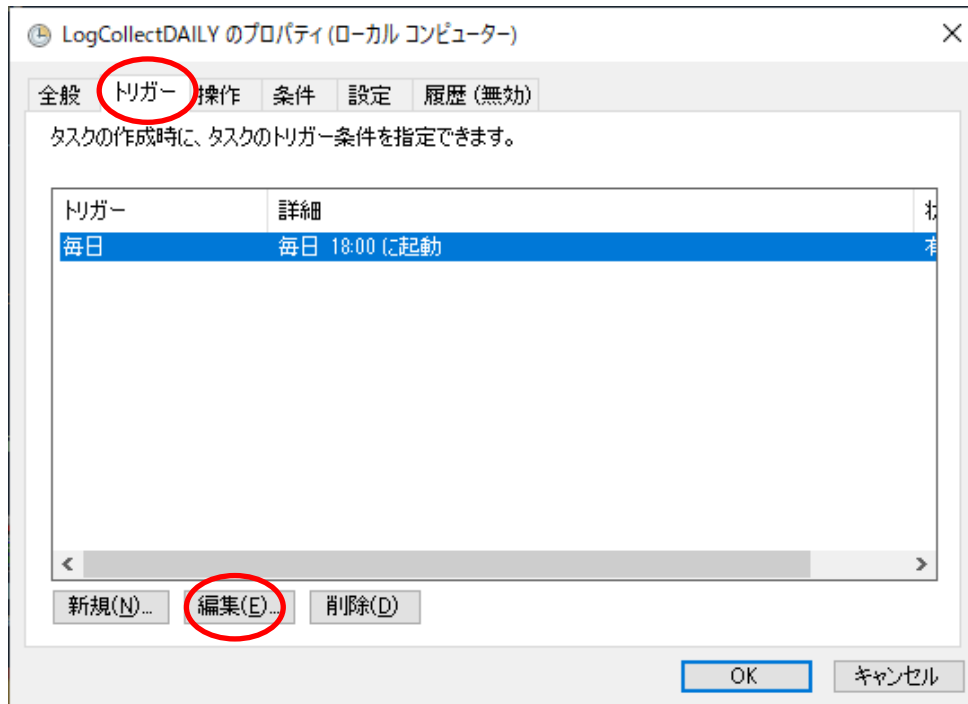 LogCollectDAILY のプロパティ (ローカル コンピューター)
全般 トリガー 操作 条件 設定 履歴 (無効)
タスクの作成時に、タスクのトリガー条件を指定できます。
トリガー 詳細
毎日 毎日 18:00 に起動
新規(N)... 編集(E)... 削除(D)
OK キャンセル